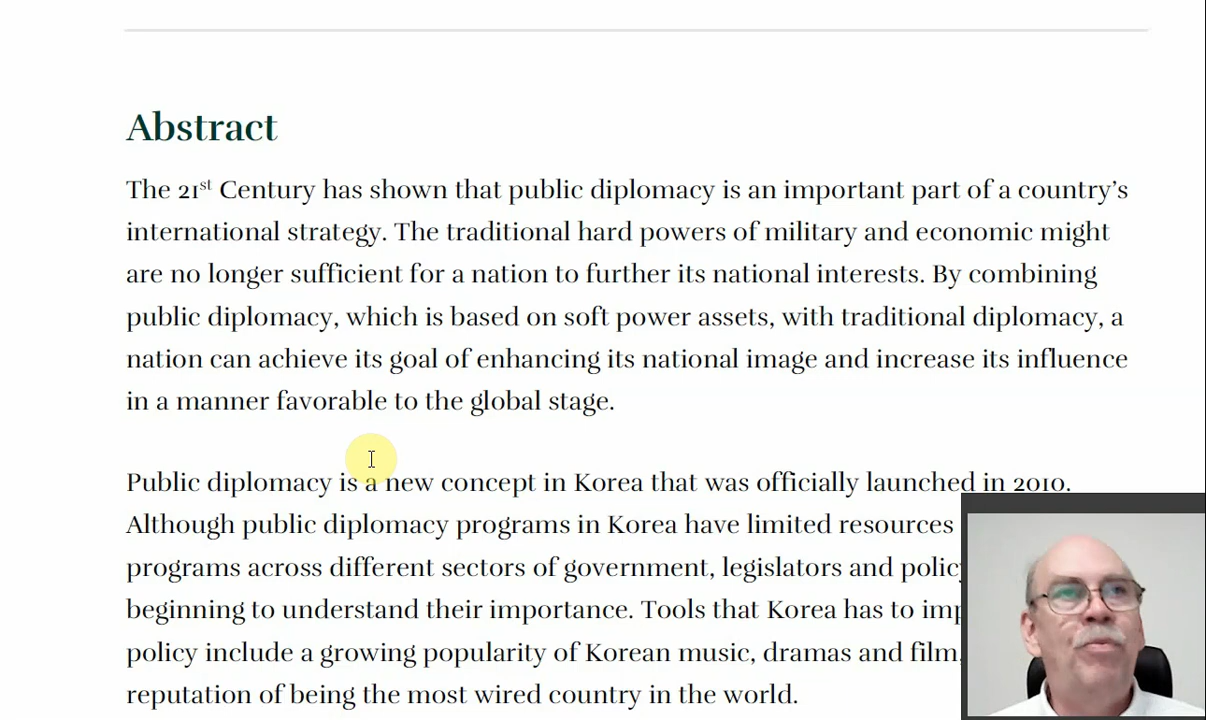 Abstract
The 21st Century has shown that public diplomacy is an important part of a country’s
international strategy. The traditional hard powers of military and economic might
are no longer sufficient for a nation to further its national interests. By combining
public diplomacy, which is based on soft power assets, with traditional diplomacy, a
nation can achieve its goal of enhancing its national image and increase its influence
in a manner favorable to the global stage.
Public diplomacy is a new concept in Korea that was officially launched in 2010.
Although public diplomacy programs in Korea have limited resources
programs across different sectors of government, legislators and
beginning to understand their importance. Tools that Korea has to
policy include a growing popularity of Korean music, dramas and film,
reputation of being the most wired country in the world.